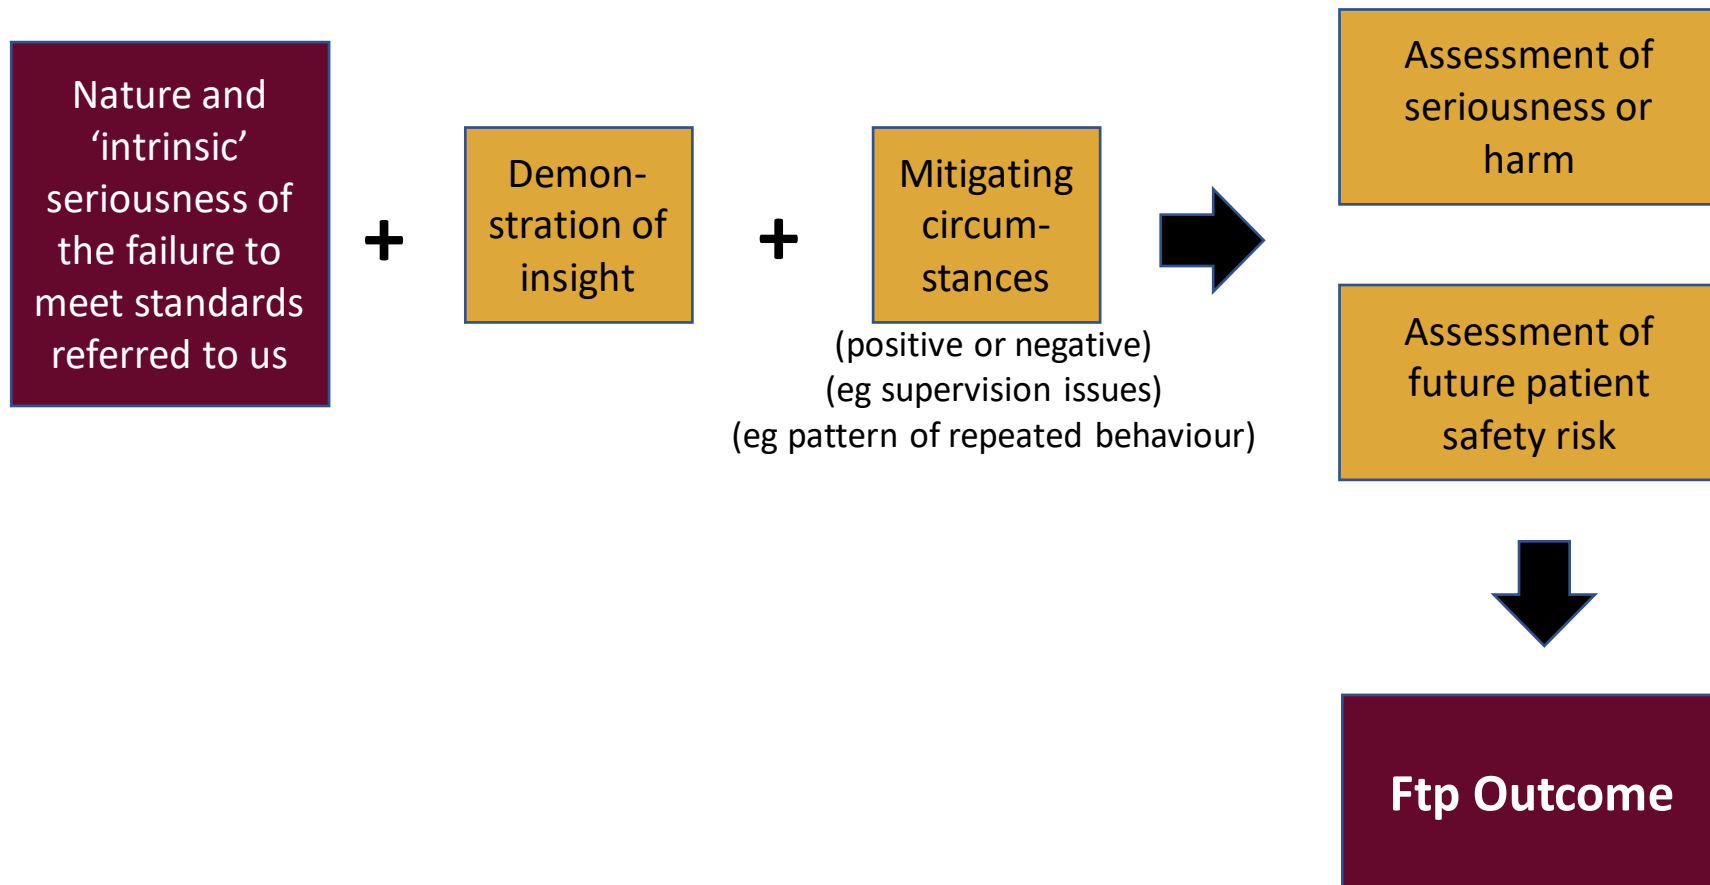 Nature and
‘intrinsic’
seriousness of
the failure to
meet standards
referred to us
+
Demon-
stration of
insight
+
Mitigating
circum-
stances
(positive or negative)
(eg supervision issues)
(eg pattern of repeated behaviour)
Assessment of
seriousness or
harm
Assessment of
future patient
safety risk
Ftp Outcome